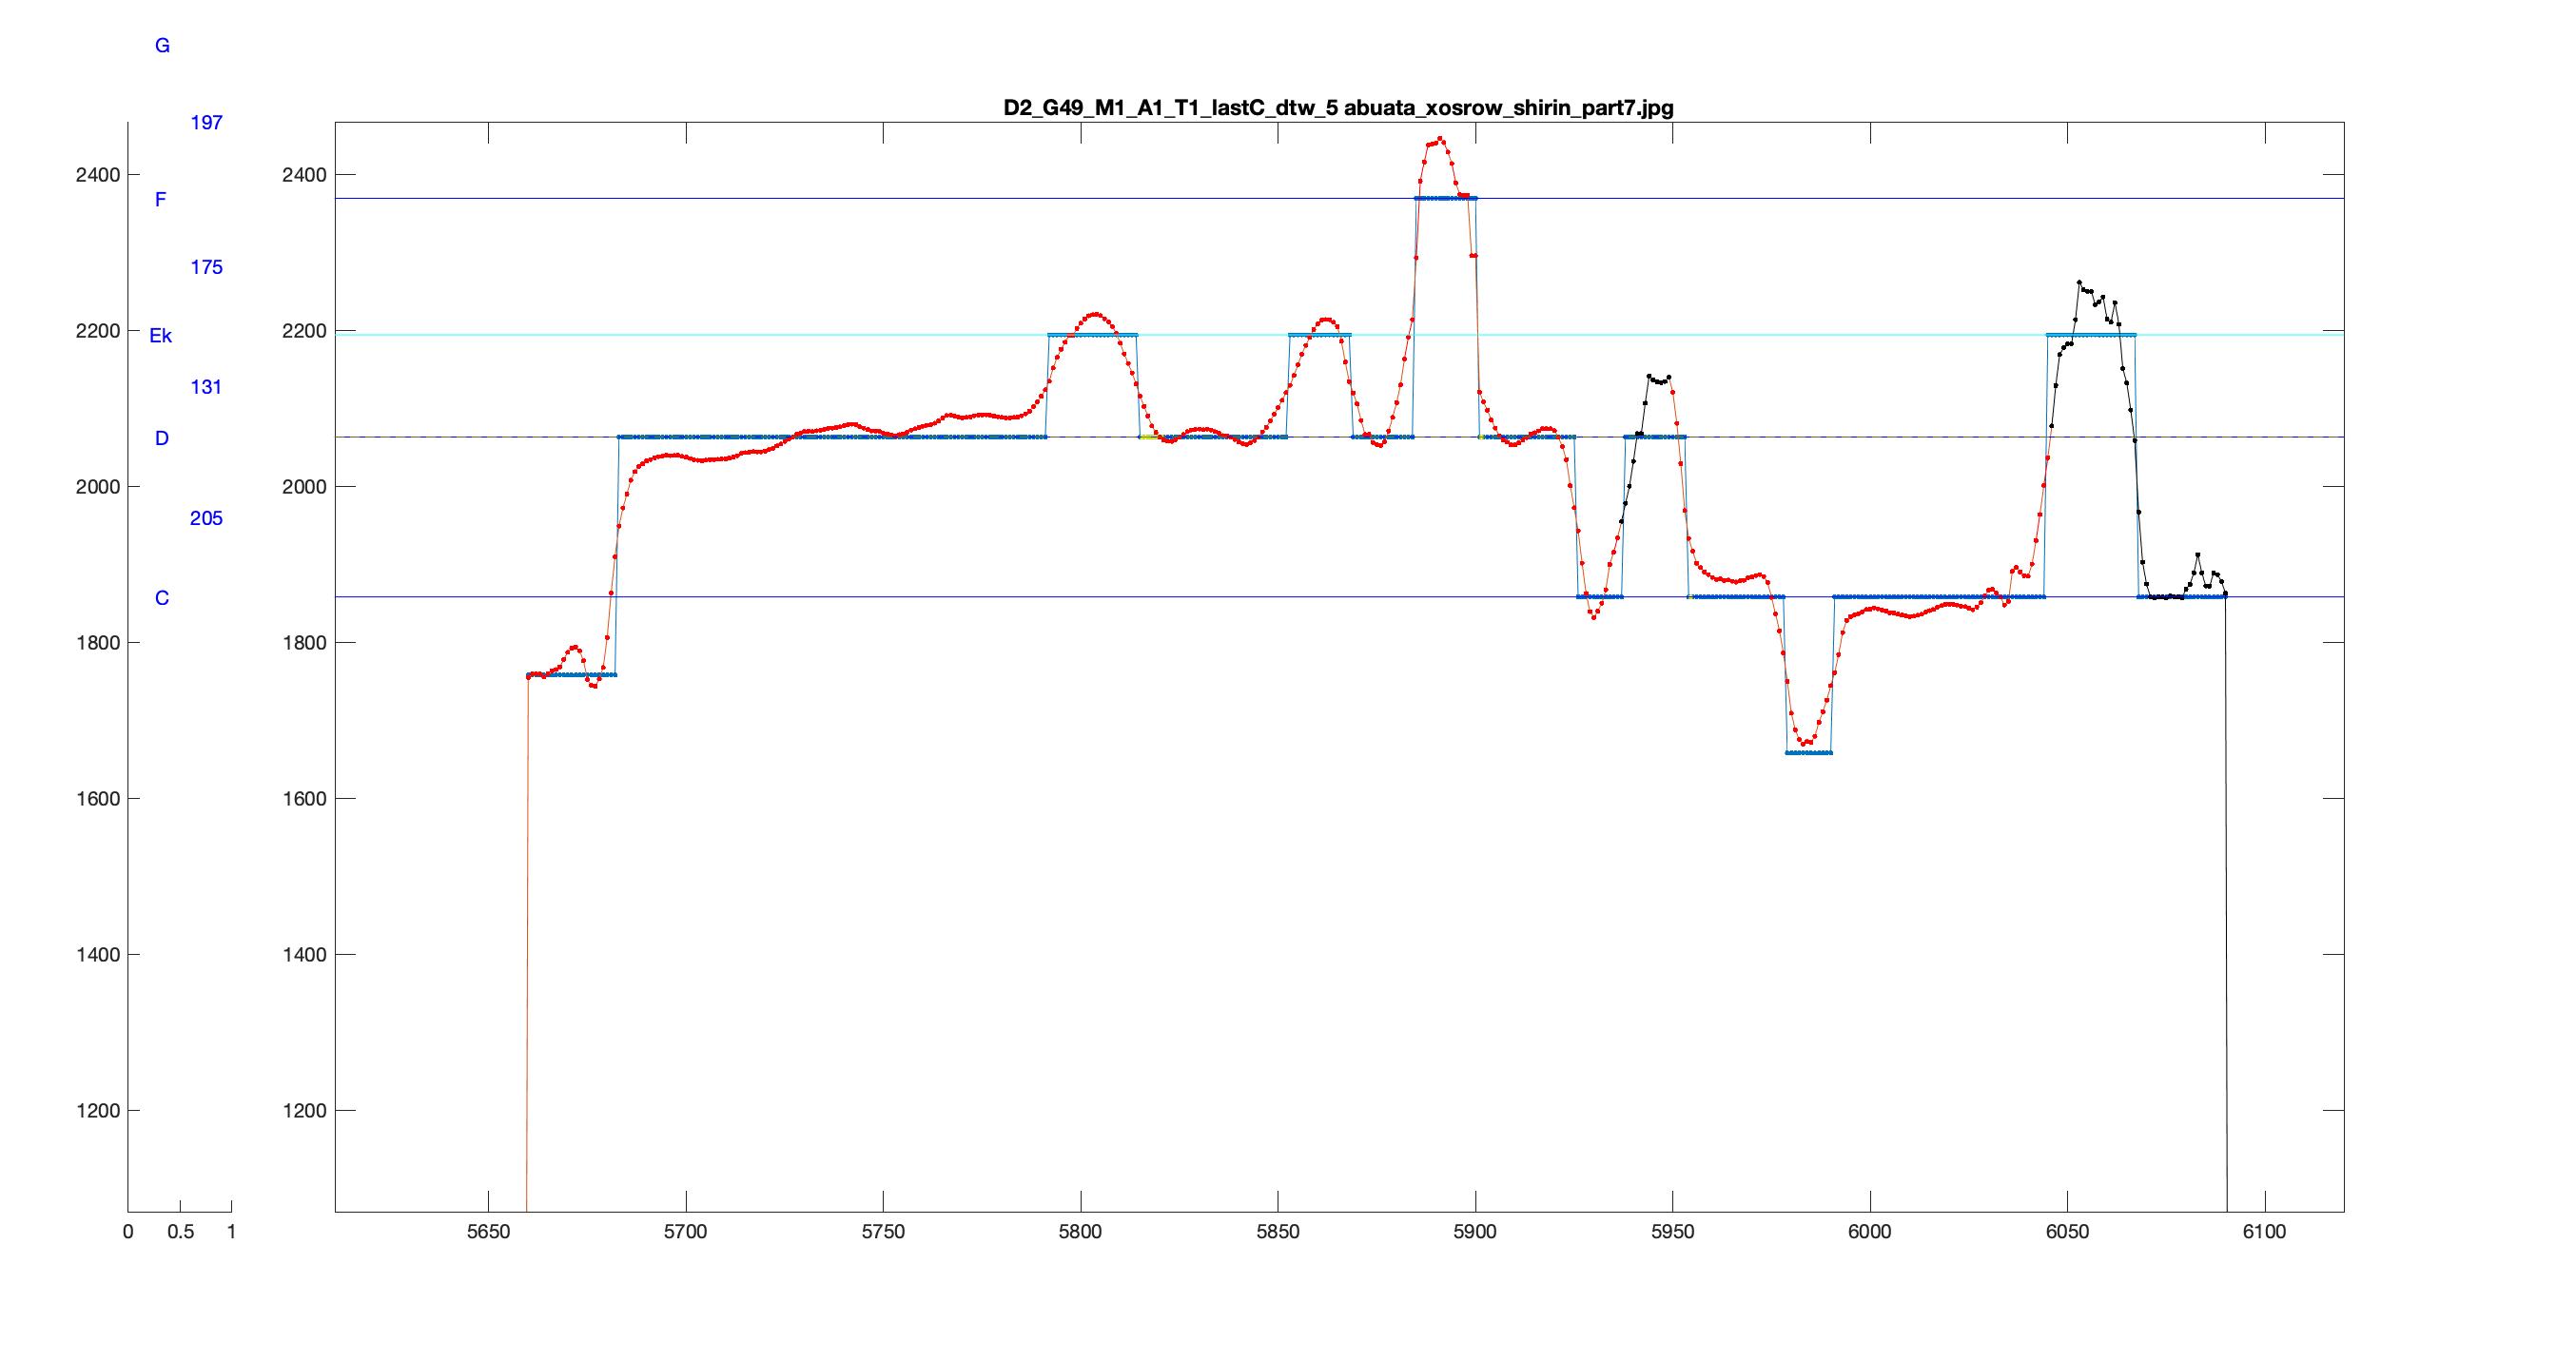 G
D2_G49_M1_A1_T1_lastC_dtw_5 abuata_xosrow_shirin_part7.jpg
197
2400 2400
F
175
2200 Ek 2200
131
D
2000 2000
205
C
1800 1800
1600 1600
1400 1400
1200 1200
0 0.5 1 5650 5700 5750 5800 5850 5900 5950 6000 6050 6100